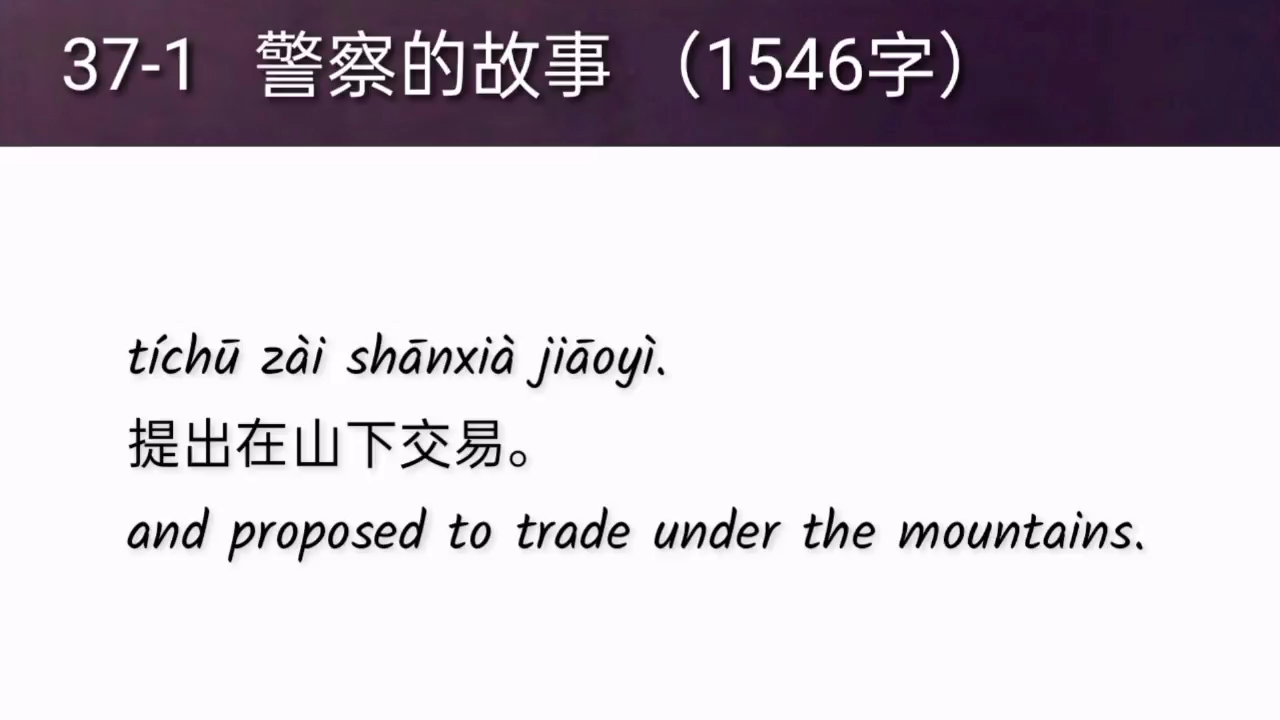 37-1 警察的故事 （1546字）
tíchū zài shānxià jiāoyì.
提出在山下交易。
and proposed to trade under the mountains.